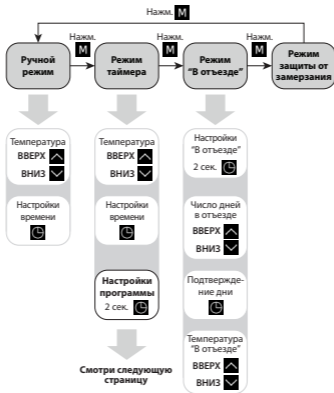 Нажм. M
Нажм.
M
Нажм.
M
Нажм.
M
Ручной
режим
Режим
таймера
Режим
"В отъезде"
Режим
защиты от
замерзания
Температура
ВВЕРХ
ВНИЗ
Настройки
времени
Температура
ВВЕРХ
ВНИЗ
Настройки
времени
Настройки
программы
2 сек.
Смотри следующую
страницу
Настройки
"В отъезде"
2 сек.
Число дней
в отъезде
ВВЕРХ
ВНИЗ
Подтвержде-
ние дни
Температура
"В отъезде"
ВВЕРХ
ВНИЗ